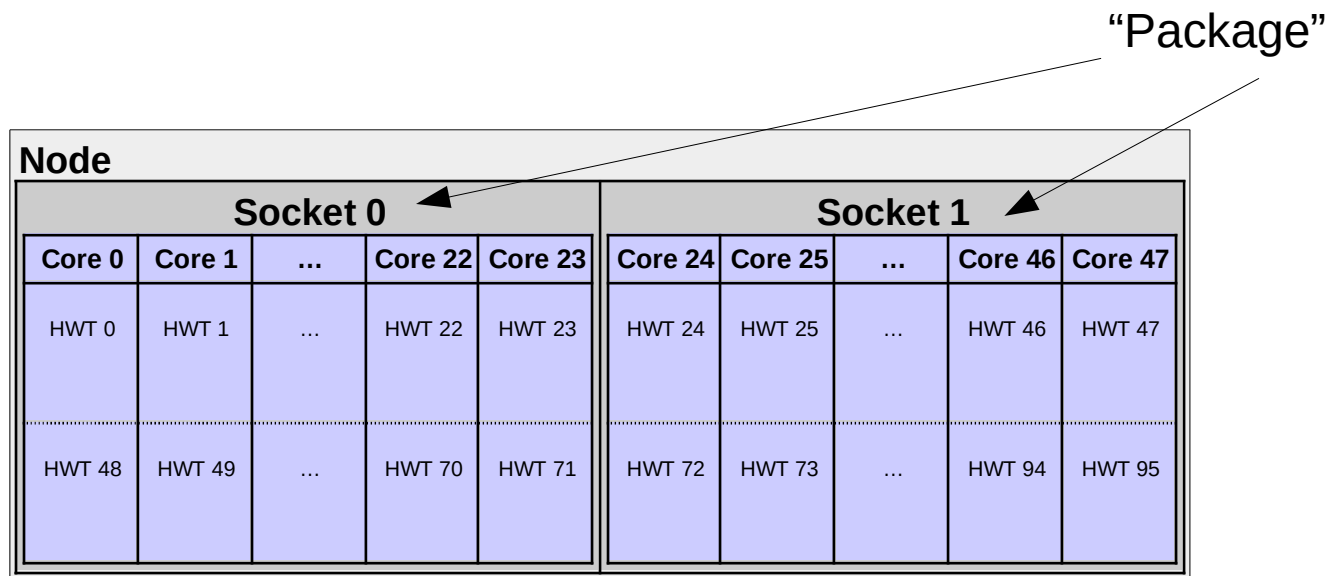 “Package”
Node
Socket 0 Socket 1
Core 0 Core 1 ... Core 22 Core 23 Core 24 Core 25 ... Core 46 Core 47
HWT 0 HWT 1 ... HWT 22 HWT 23 HWT 24 HWT 25 ... HWT 46 HWT 47
HWT 48 HWT 49 ... HWT 70 HWT 71 HWT 72 HWT 73 ... HWT 94 HWT 95